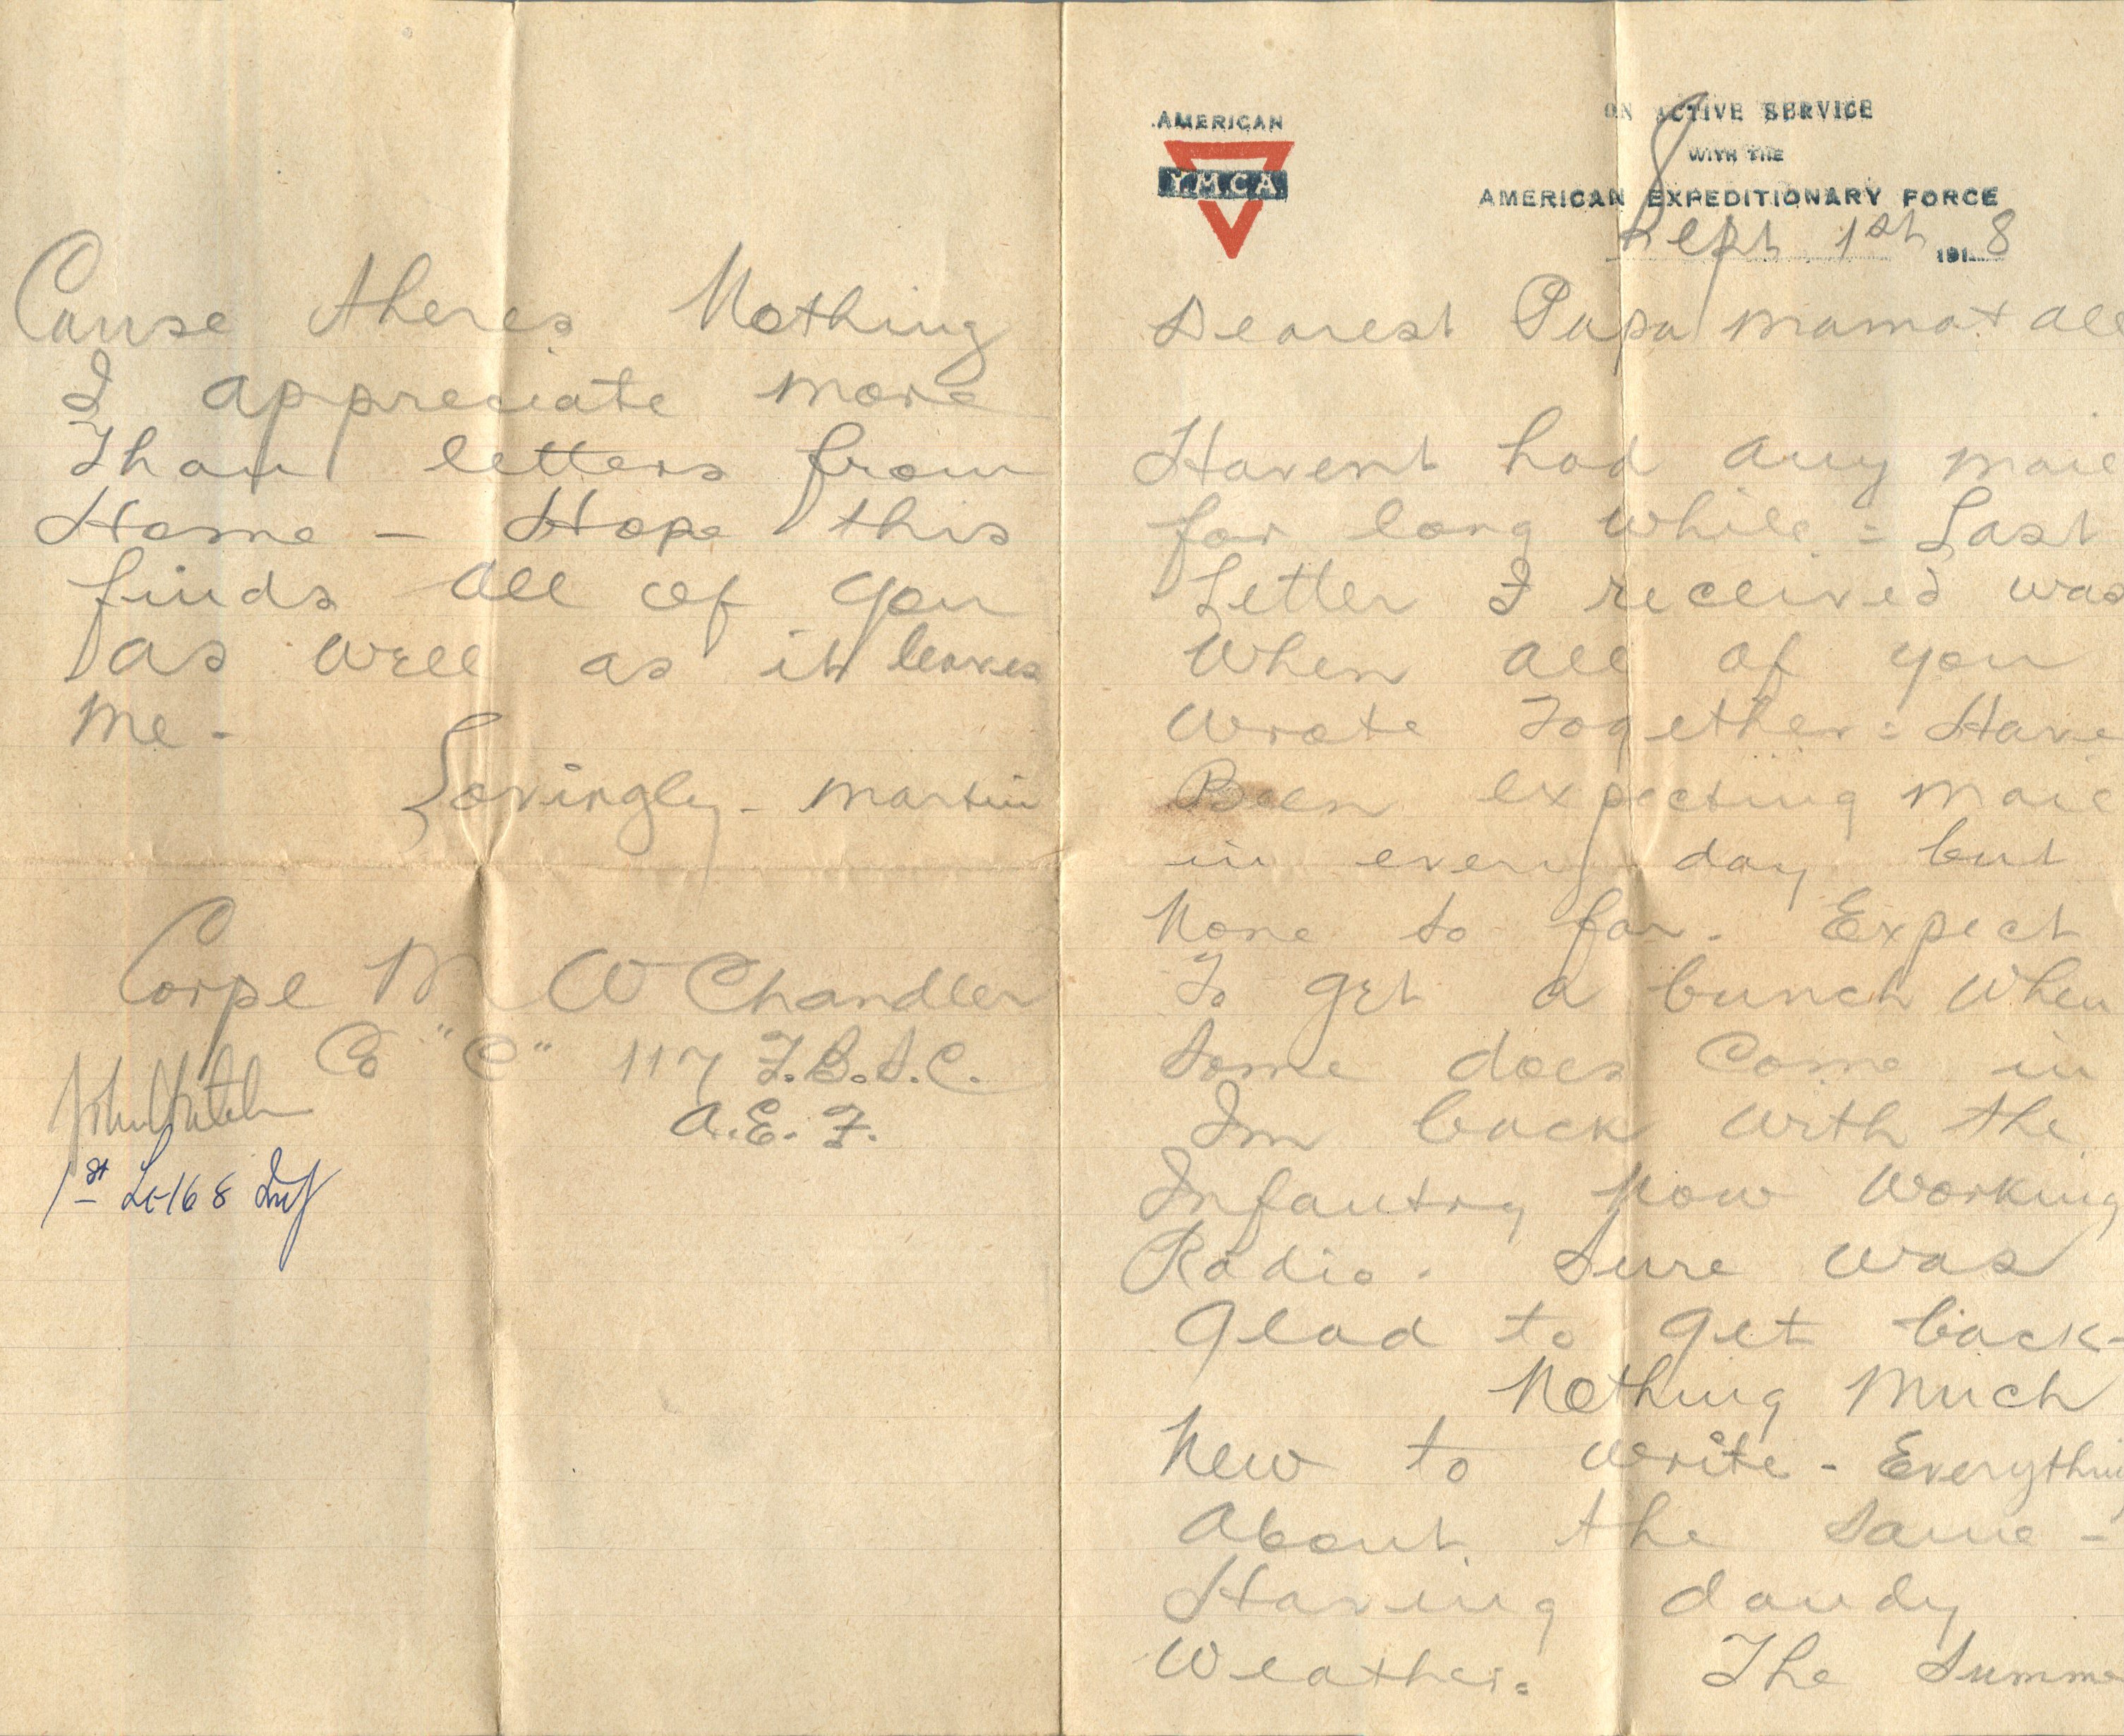 Cause theres Nothing
I appreciate more
Than letters from
Home - Hope this
finds all of you
as well as it leaves
Me -
Lovingly - Martin
Corpl M W Chandler
Co "C" 117 F.B.S.C.
A.E.F.
1st Lt 168 Inf
AMERICAN
YMCA
ON ACTIVE SERVICE
WITH THE
AMERICAN EXPEDITIONARY FORCE
Sept 1st 1918
Dearest Papa Mama & all
Havent had any mail
for long while = Last
Letter I received was
When all of you
Wrote Together = Have
Been expecting mail
in every day but
None so far. Expect
To get a bunch When
Some does Come in
Im back with the
Infantry Now Working
Radio. Sure was
Glad to get back -
Nothing Much
New to write - Everythin
About the same -
Having dandy
Weather = The Summe